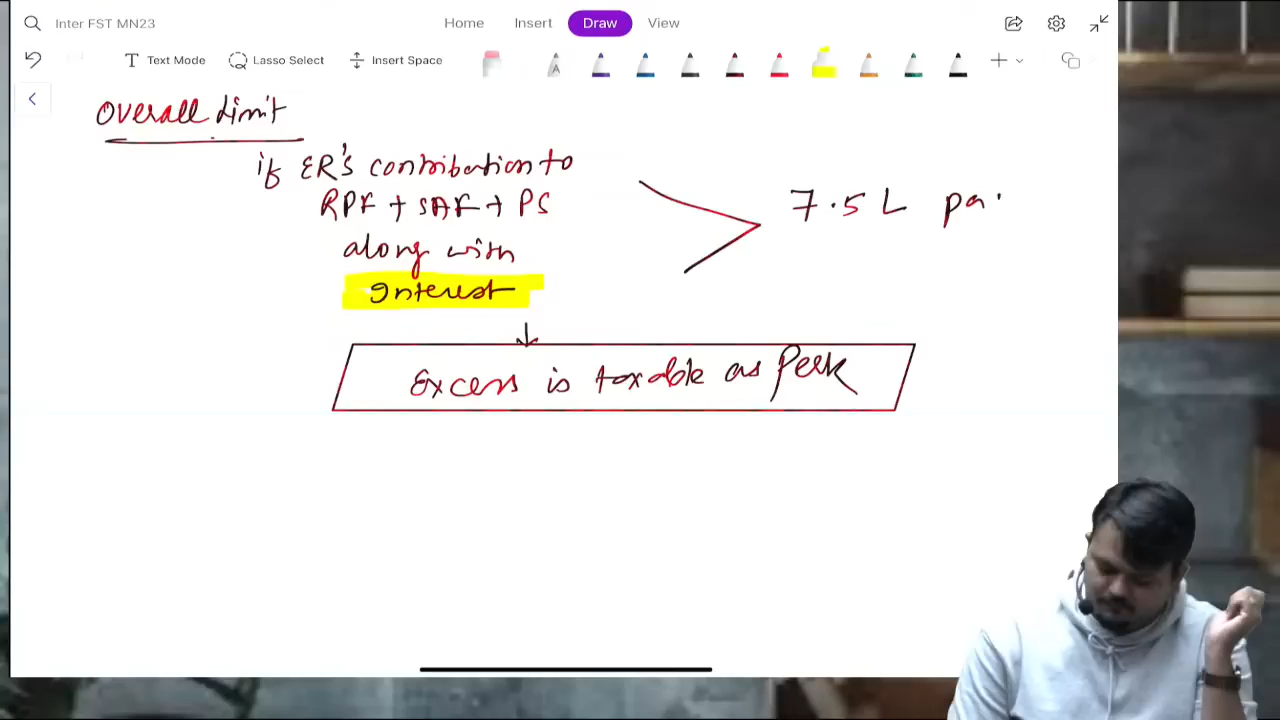 Inter FST MN23
Home Insert Draw View
Text Mode Lasso Select Insert Space
Overall limit
if ER's contribution to
RPF + SAF + PS
along with
Interest
> 7.5 L pa.
Excess is taxable as Perk